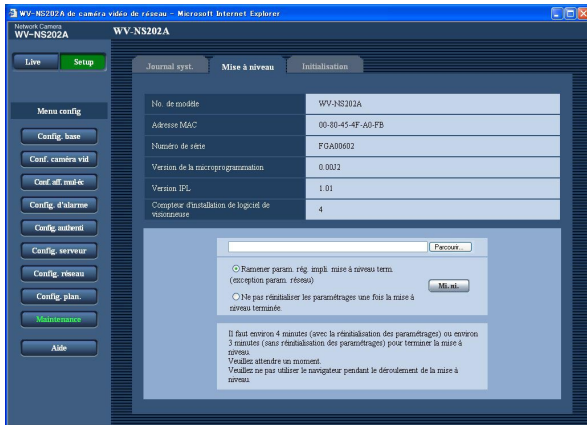 WV-NS202A de caméra vidéo de réseau - Microsoft Internet Explorer
Network Camera
WV-NS202A
WV-NS202A
Live
Setup
Journal syst.
Mise à niveau
Initialisation
Menu config
Config. base
Conf. caméra vid
Conf. aff. mul-éc
Config. d'alarme
Config. authenti
Config. serveur
Config. réseau
Config. plan.
Maintenance
Aide
No. de modèle
WV-NS202A
Adresse MAC
00-80-45-4F-A0-FB
Numéro de série
FGA00602
Version de la microprogrammation
0.00J2
Version IPL
1.01
Compteur d'installation de logiciel de
visionneuse
4
Parcourir...
Ramener param. rég. impli. mise à niveau term.
(exception param. réseau)
Ne pas réinitialiser les paramétrages une fois la mise à
niveau terminée.
Mi. ni.
Il faut environ 4 minutes (avec la réinitialisation des paramétrages) ou environ
3 minutes (sans réinitialisation des paramétrages) pour terminer la mise à
niveau.
Veuillez attendre un moment.
Veuillez ne pas utiliser le navigateur pendant le déroulement de la mise à
niveau.